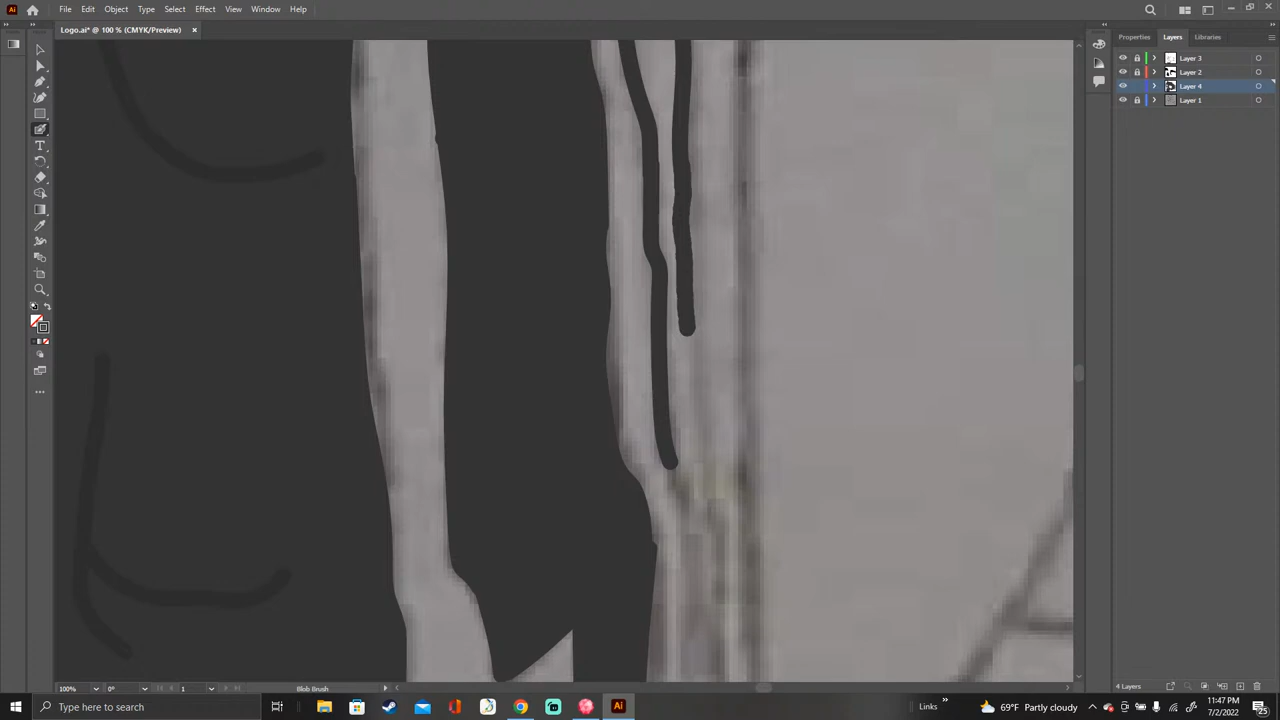 File Edit Object Type Select Effect View Window Help
Logo.ai* @ 100 % (CMYK/Preview)
Properties Layers Libraries
Layer 3
Layer 2
Layer 4
Layer 1
4 Layers
100% 0° 1 Blob Brush
Type here to search
Links 69°F Partly cloudy
11:47 PM
7/2/2022